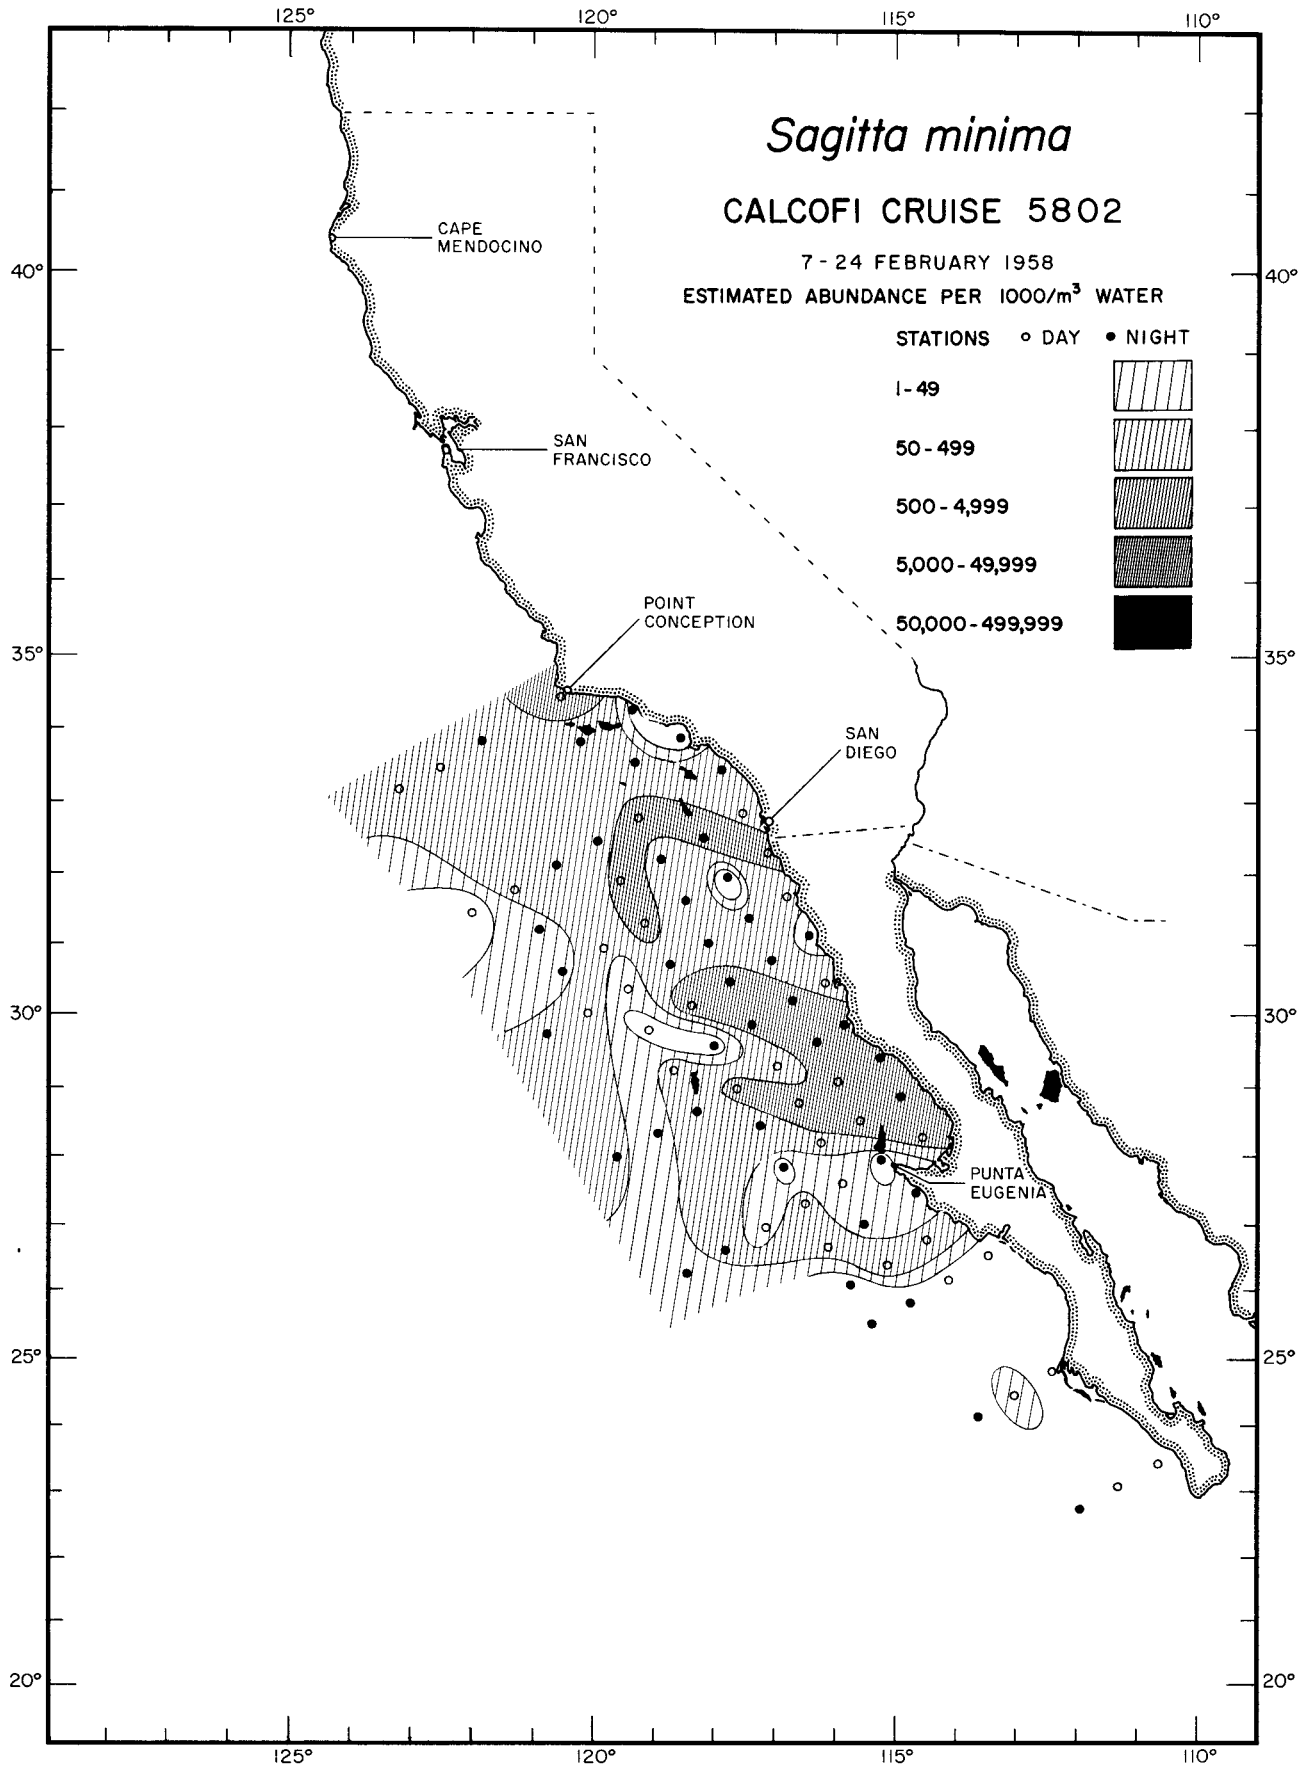 125° 120° 115° 110°
Sagitta minima
CALCOFI CRUISE 5802
7-24 FEBRUARY 1958
ESTIMATED ABUNDANCE PER 1000/m³ WATER
STATIONS ○ DAY ● NIGHT
1-49
50-499
500-4,999
5,000-49,999
50,000-499,999
CAPE
MENDOCINO
40° 40°
SAN
FRANCISCO
POINT
CONCEPTION
35° 35°
SAN
DIEGO
30° 30°
PUNTA
EUGENIA
25° 25°
20° 20°
125° 120° 115° 110°